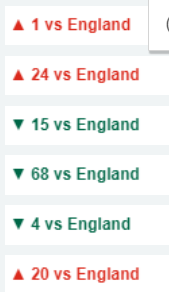 ▲ 1 vs England
▲ 24 vs England
▼ 15 vs England
▼ 68 vs England
▼ 4 vs England
▲ 20 vs England